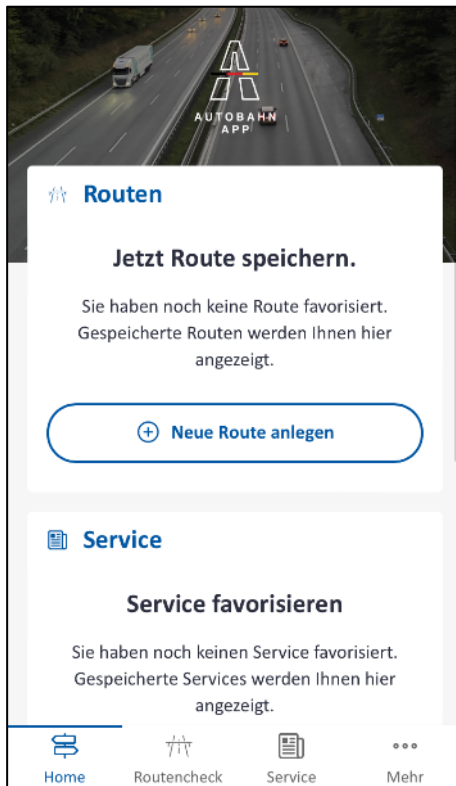 AUTOBAHN
APP
Routen
Jetzt Route speichern.
Sie haben noch keine Route favorisiert.
Gespeicherte Routen werden Ihnen hier
angezeigt.
Neue Route anlegen
Service
Service favorisieren
Sie haben noch keinen Service favorisiert.
Gespeicherte Services werden Ihnen hier
angezeigt.
Home Routencheck Service Mehr